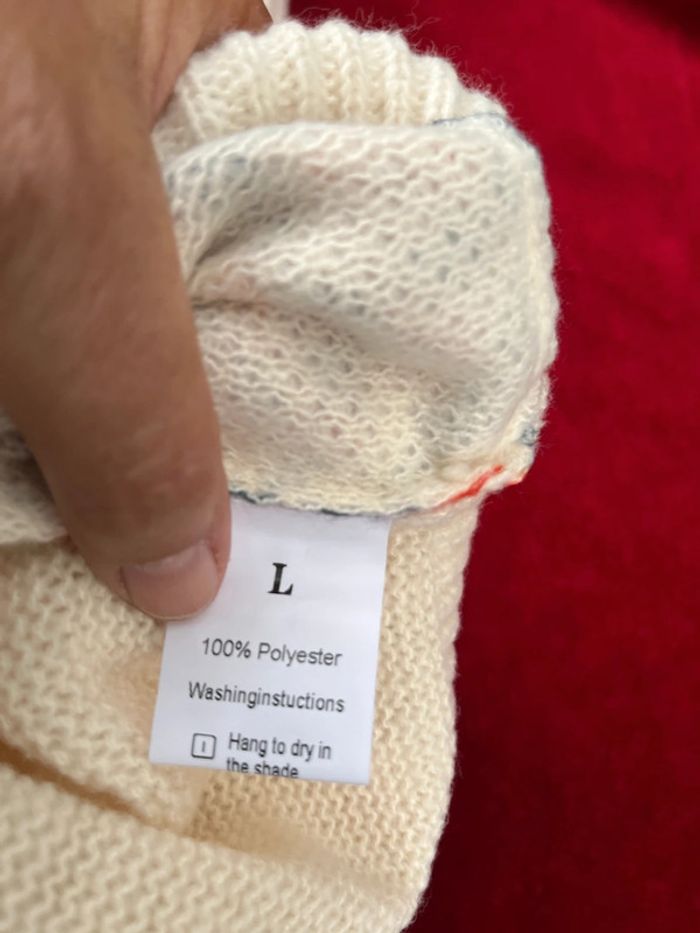 L
100% Polyester
Washinginstuctions
Hang to dry in
the shade